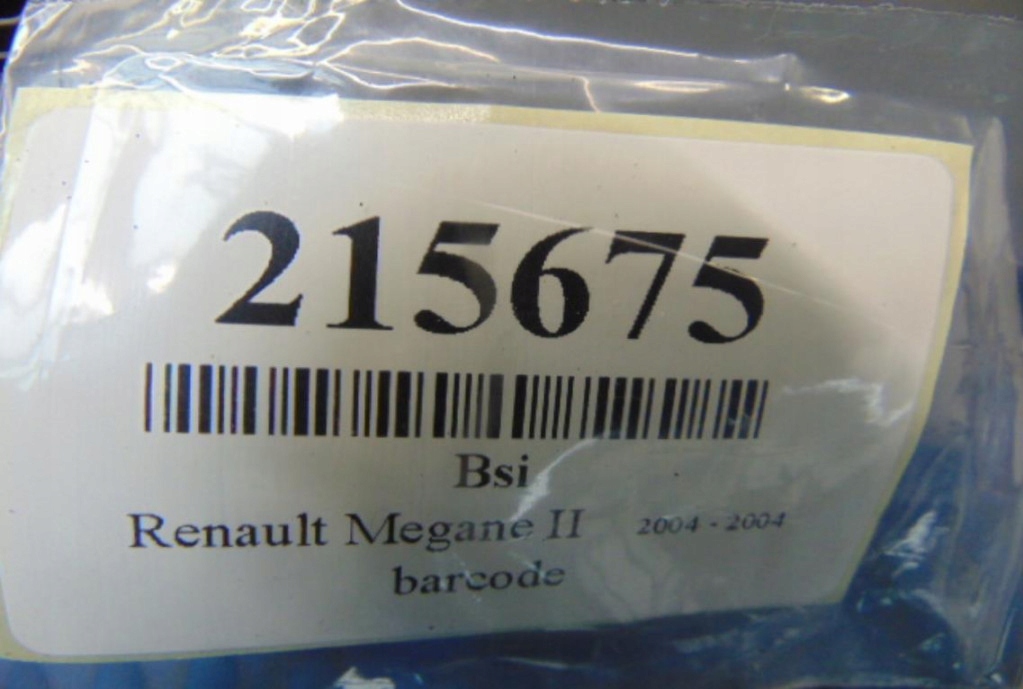 215675
Bsi
Renault Megane II 2004 - 2004
barcode